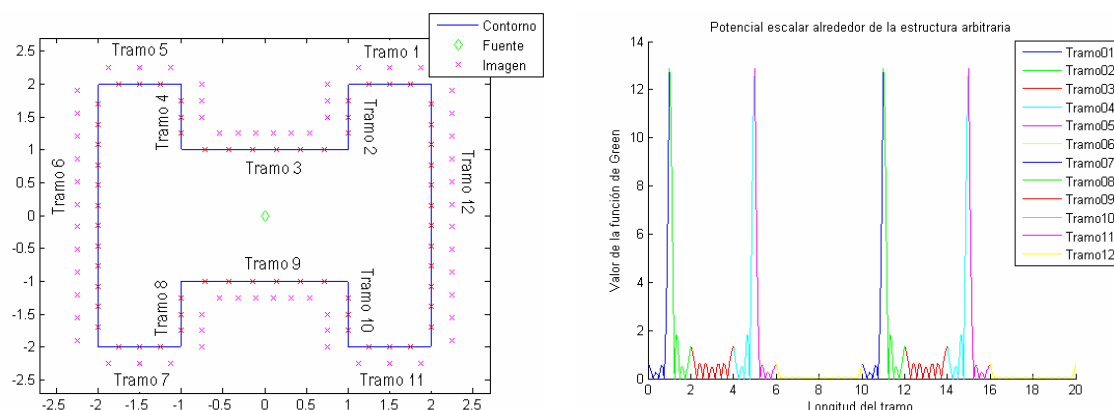 Contorno
Fuente
Imagen
Tramo 1
Tramo 5
Tramo 4
Tramo 2
Tramo 3
Tramo 6
Tramo 12
Tramo 9
Tramo 8
Tramo 10
Tramo 7
Tramo 11
2.5
2
1.5
1
0.5
0
-0.5
-1
-1.5
-2
-2.5
-2.5 -2 -1.5 -1 -0.5 0 0.5 1 1.5 2 2.5
Potencial escalar alrededor de la estructura arbitraria
Valor de la función de Green
14
12
10
8
6
4
2
0
0 2 4 6 8 10 12 14 16 18 20
Longitud del tramo
Tramo01
Tramo02
Tramo03
Tramo04
Tramo05
Tramo06
Tramo07
Tramo08
Tramo09
Tramo10
Tramo11
Tramo12